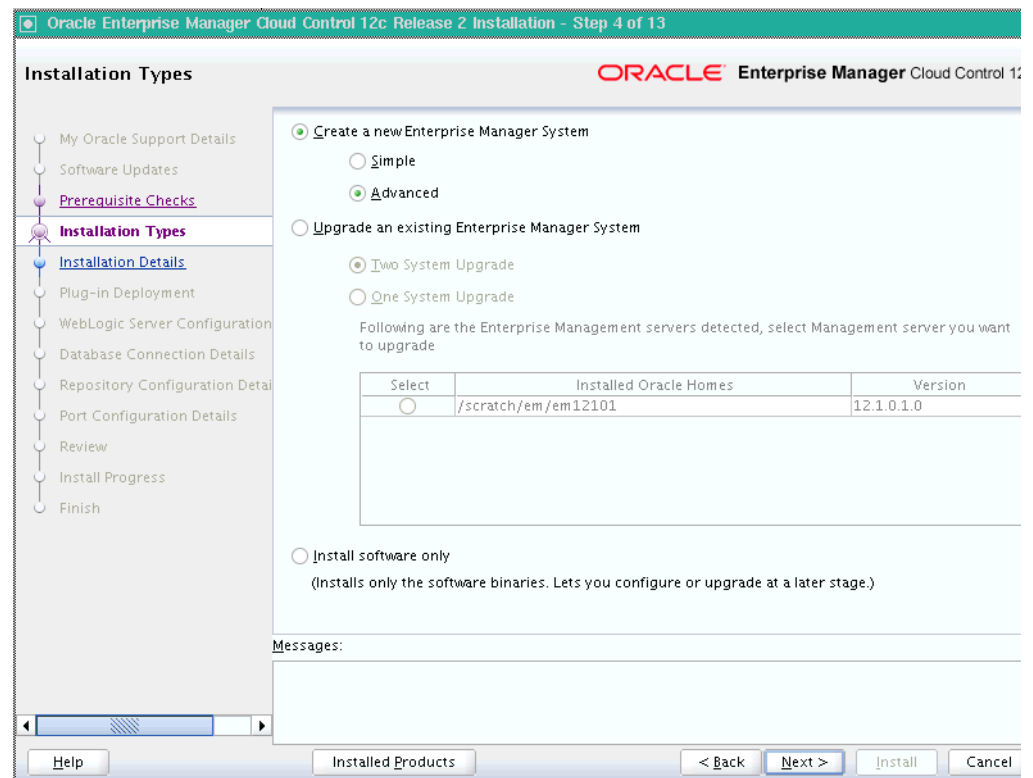 Oracle Enterprise Manager Cloud Control 12c Release 2 Installation - Step 4 of 13
Installation Types
ORACLE Enterprise Manager Cloud Control 12
My Oracle Support Details
Software Updates
Prerequisite Checks
Installation Types
Installation Details
Plug-in Deployment
WebLogic Server Configuration
Database Connection Details
Repository Configuration Detai
Port Configuration Details
Review
Install Progress
Finish
Create a new Enterprise Manager System
Simple
Advanced
Upgrade an existing Enterprise Manager System
Two System Upgrade
One System Upgrade
Following are the Enterprise Management servers detected, select Management server you want
to upgrade
Select Installed Oracle Homes Version
/scratch/em/em12101 12.1.0.1.0
Install software only
(Installs only the software binaries. Lets you configure or upgrade at a later stage.)
Messages:
Help Installed Products < Back Next > Install Cancel